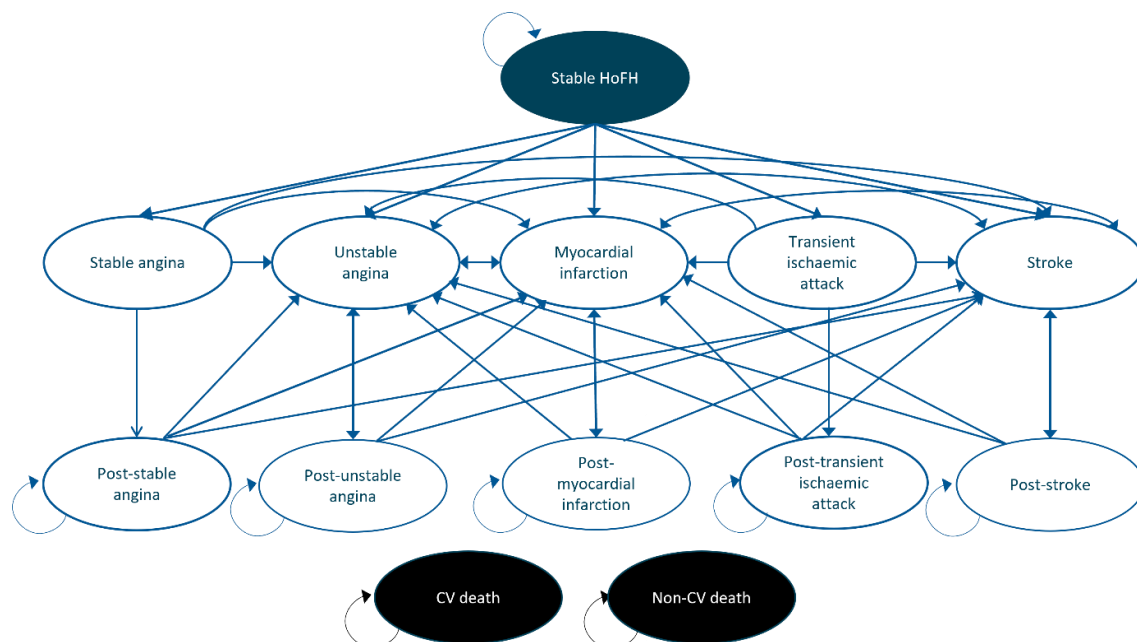 Stable HoFH
Stable angina
Unstable
angina
Myocardial
infarction
Transient
ischaemic
attack
Stroke
Post-stable
angina
Post-unstable
angina
Post-
myocardial
infarction
Post-transient
ischaemic
attack
Post-stroke
CV death
Non-CV death